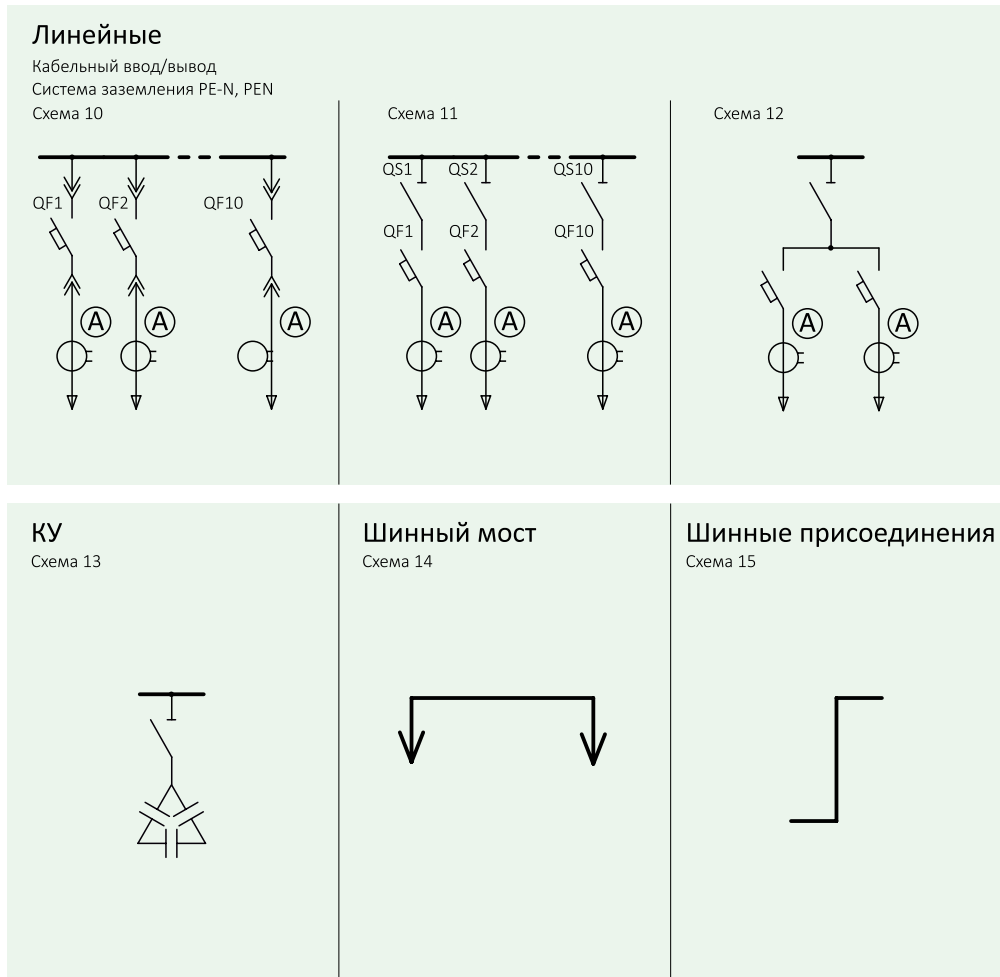 Линейные
Кабельный ввод/вывод
Система заземления PE-N, PEN
Схема 10
Схема 11
Схема 12
QS1 QS2 QS10
QF1 QF2 QF10
QF1 QF2 QF10
A A A
A A A
A A
КУ
Схема 13
Шинный мост
Схема 14
Шинные присоединения
Схема 15